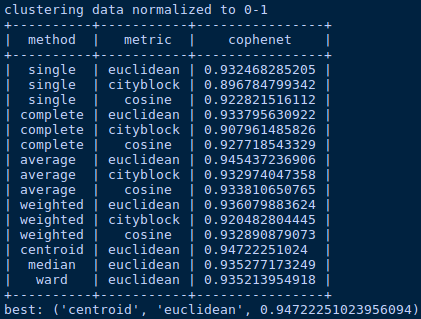 clustering data normalized to 0-1
+----------+-----------+----------------+
|  method  |   metric  |    cophenet    |
+----------+-----------+----------------+
|  single  | euclidean | 0.932468285205 |
|  single  | cityblock | 0.896784799342 |
|  single  |   cosine  | 0.922821516112 |
| complete | euclidean | 0.933795630922 |
| complete | cityblock | 0.907961485826 |
| complete |   cosine  | 0.927718543329 |
| average  | euclidean | 0.945437236906 |
| average  | cityblock | 0.932974047358 |
| average  |   cosine  | 0.933810650765 |
| weighted | euclidean | 0.936079883624 |
| weighted | cityblock | 0.920482804445 |
| weighted |   cosine  | 0.932890879073 |
| centroid | euclidean | 0.94722251024  |
|  median  | euclidean | 0.935277173249 |
|   ward   | euclidean | 0.935213954918 |
+----------+-----------+----------------+
best: ('centroid', 'euclidean', 0.94722251023956094)